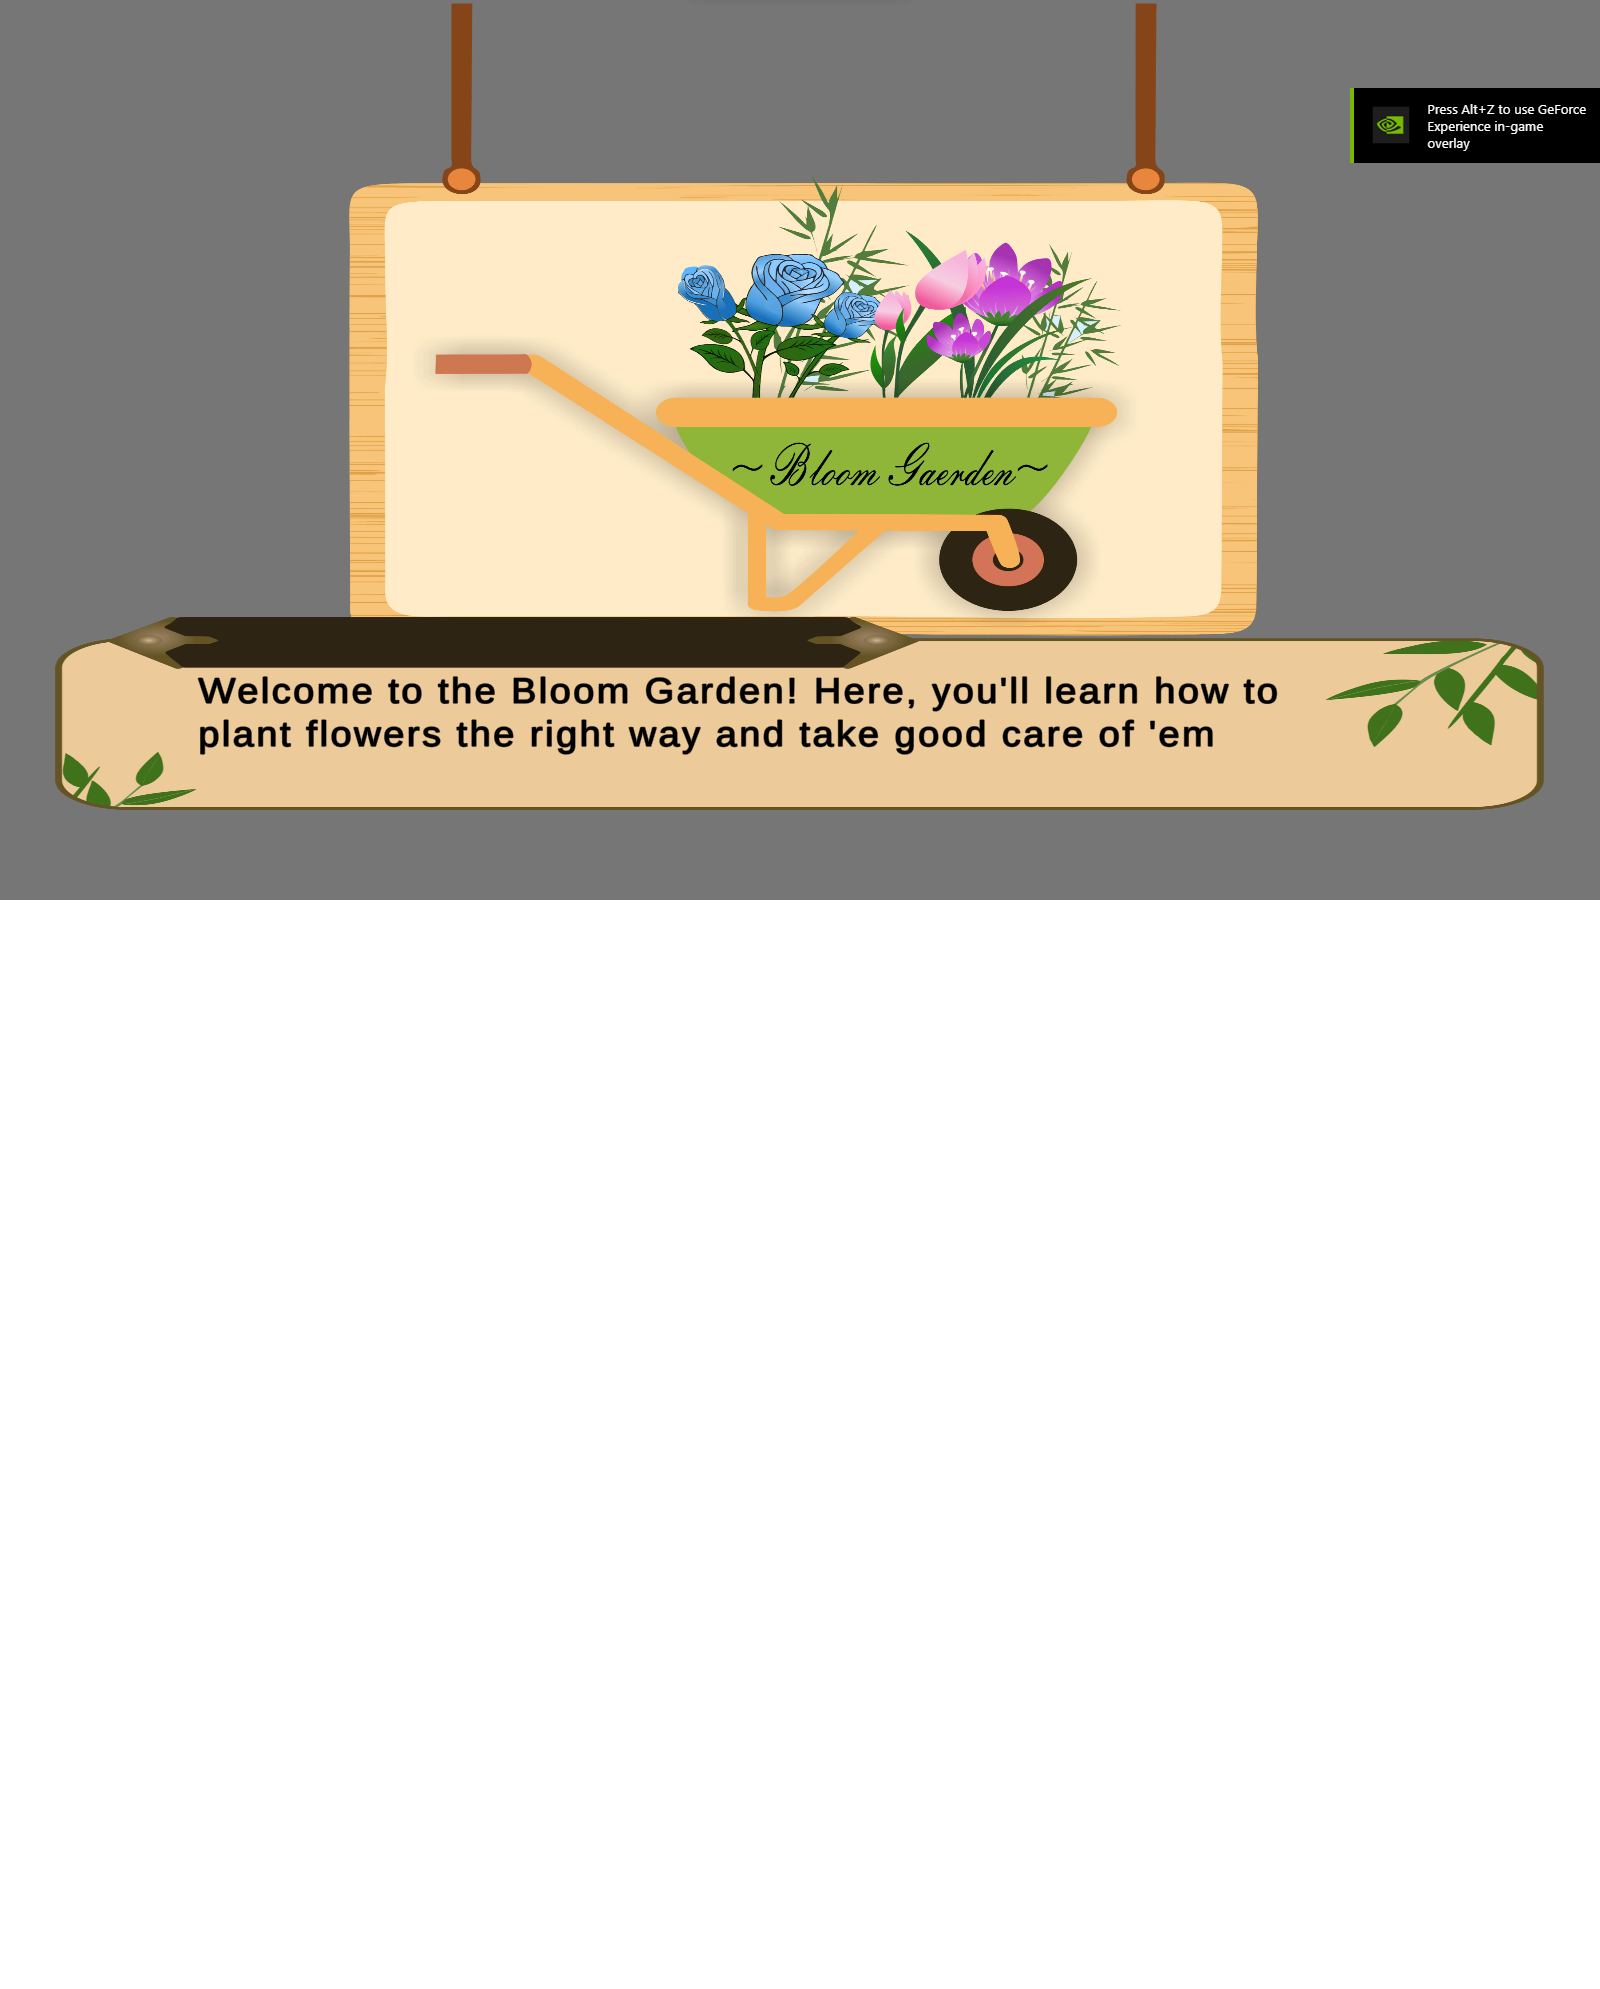 Press Alt+Z to use GeForce
Experience in-game
overlay
~Bloom Gaerden~
Welcome to the Bloom Garden! Here, you'll learn how to
plant flowers the right way and take good care of 'em